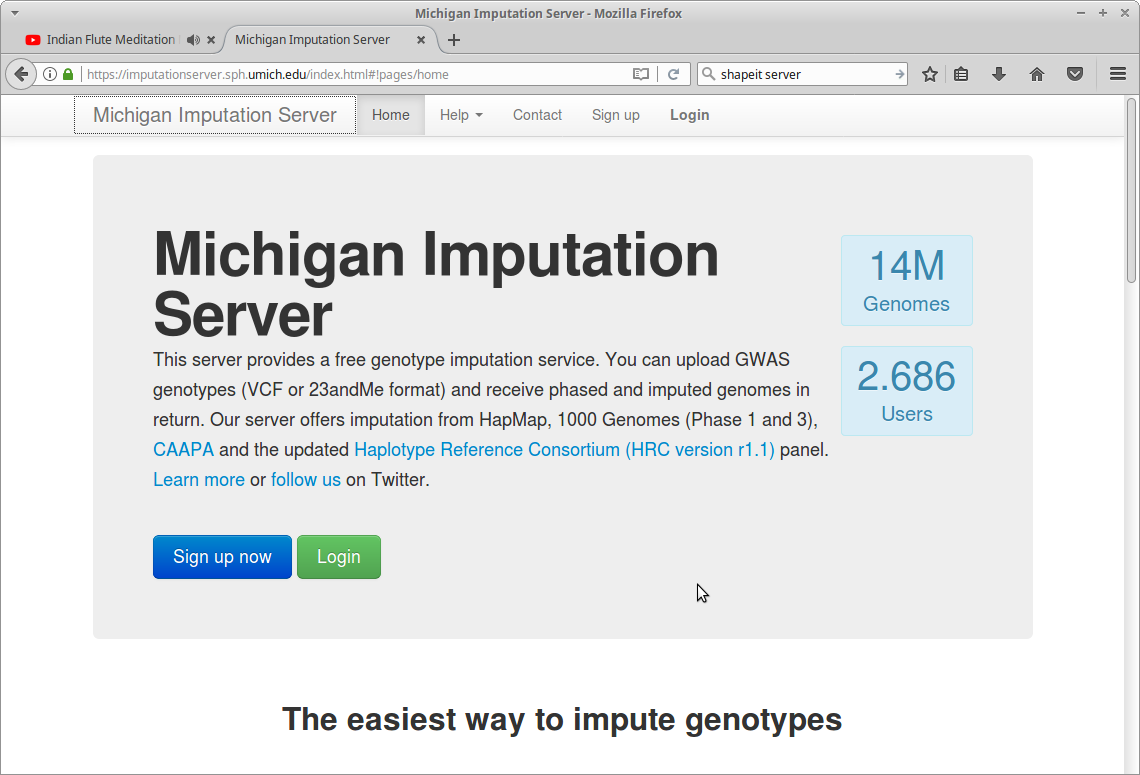 Michigan Imputation Server - Mozilla Firefox
Indian Flute Meditation
Michigan Imputation Server
https://imputationserver.sph.umich.edu/index.html#!pages/home
shapeit server
Michigan Imputation Server Home Help Contact Sign up Login
Michigan Imputation
Server
This server provides a free genotype imputation service. You can upload GWAS
genotypes (VCF or 23andMe format) and receive phased and imputed genomes in
return. Our server offers imputation from HapMap, 1000 Genomes (Phase 1 and 3),
CAAPA and the updated Haplotype Reference Consortium (HRC version r1.1) panel.
Learn more or follow us on Twitter.
14M
Genomes
2.686
Users
Sign up now Login
The easiest way to impute genotypes